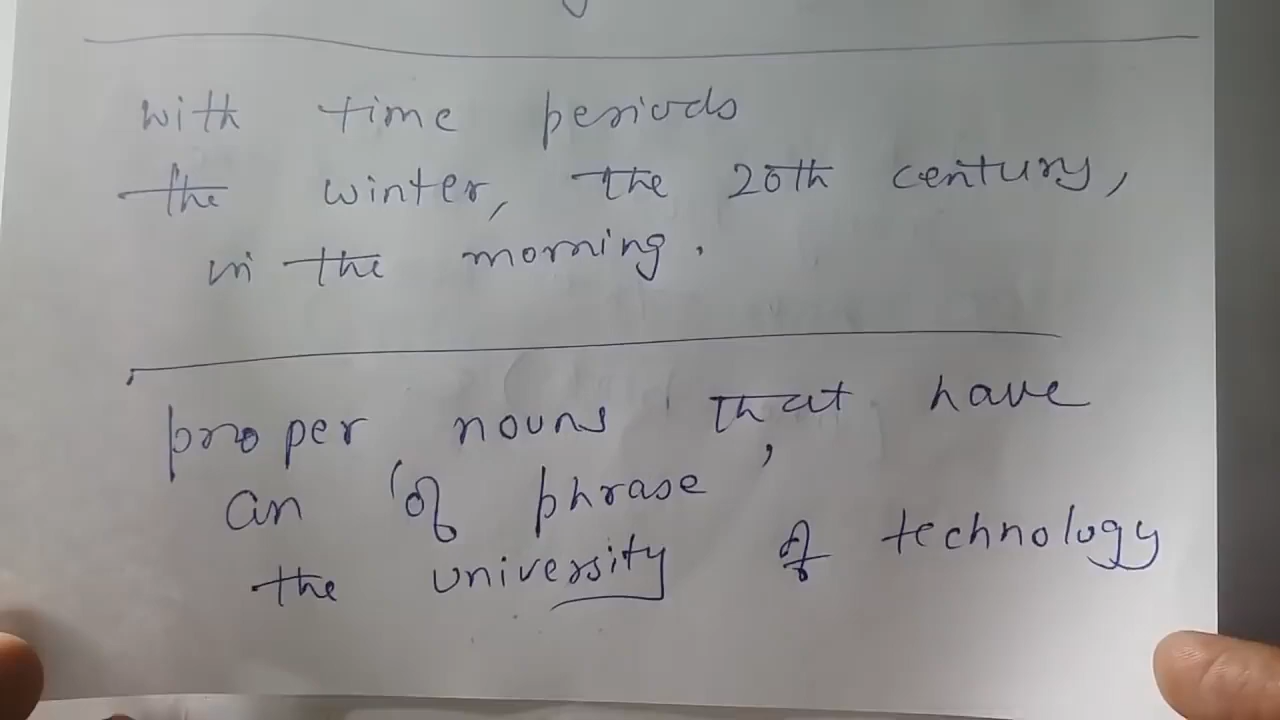 with time periods
the winter, the 20th century,
in the morning.
proper nouns that have
an 'of phrase'
the university of technology